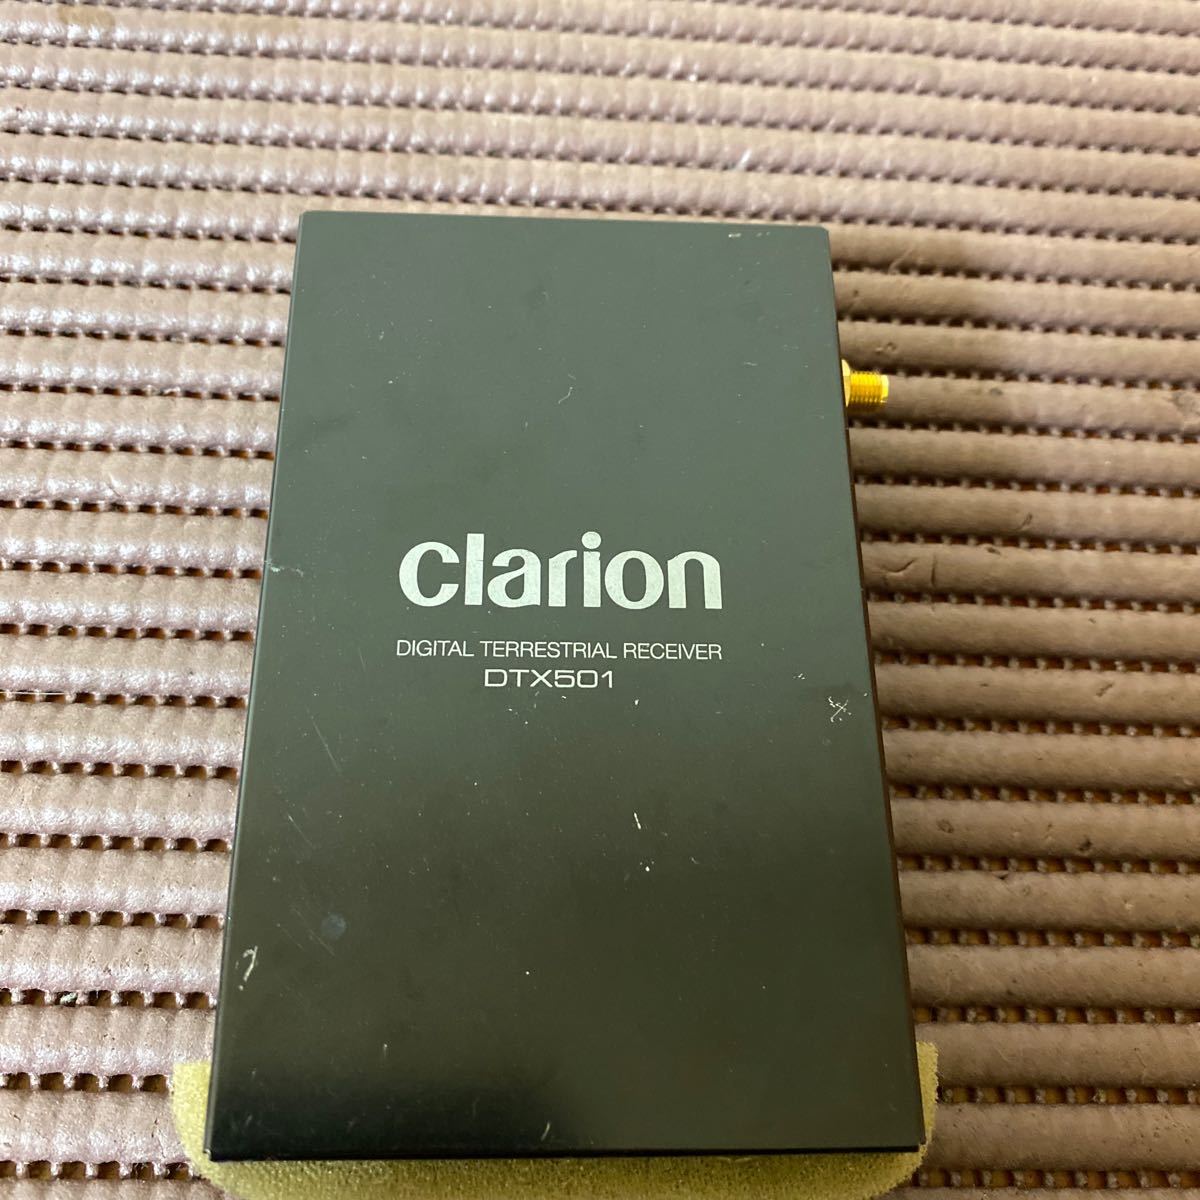 clarion
DIGITAL TERRESTRIAL RECEIVER
DTX501